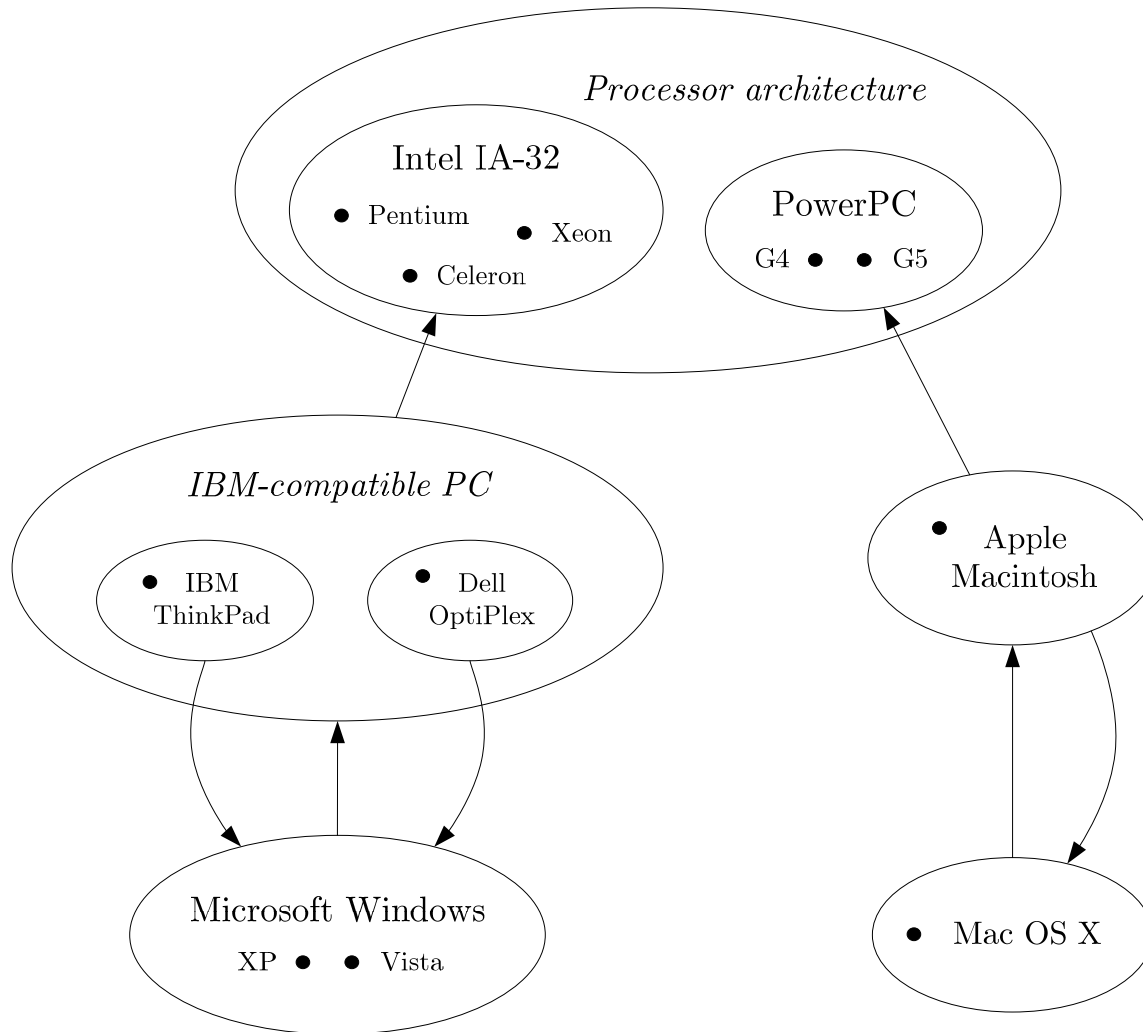 Processor architecture
Intel IA-32
Pentium
Xeon
Celeron
PowerPC
G4
G5
IBM-compatible PC
IBM
ThinkPad
Dell
OptiPlex
Apple
Macintosh
Microsoft Windows
XP
Vista
Mac OS X